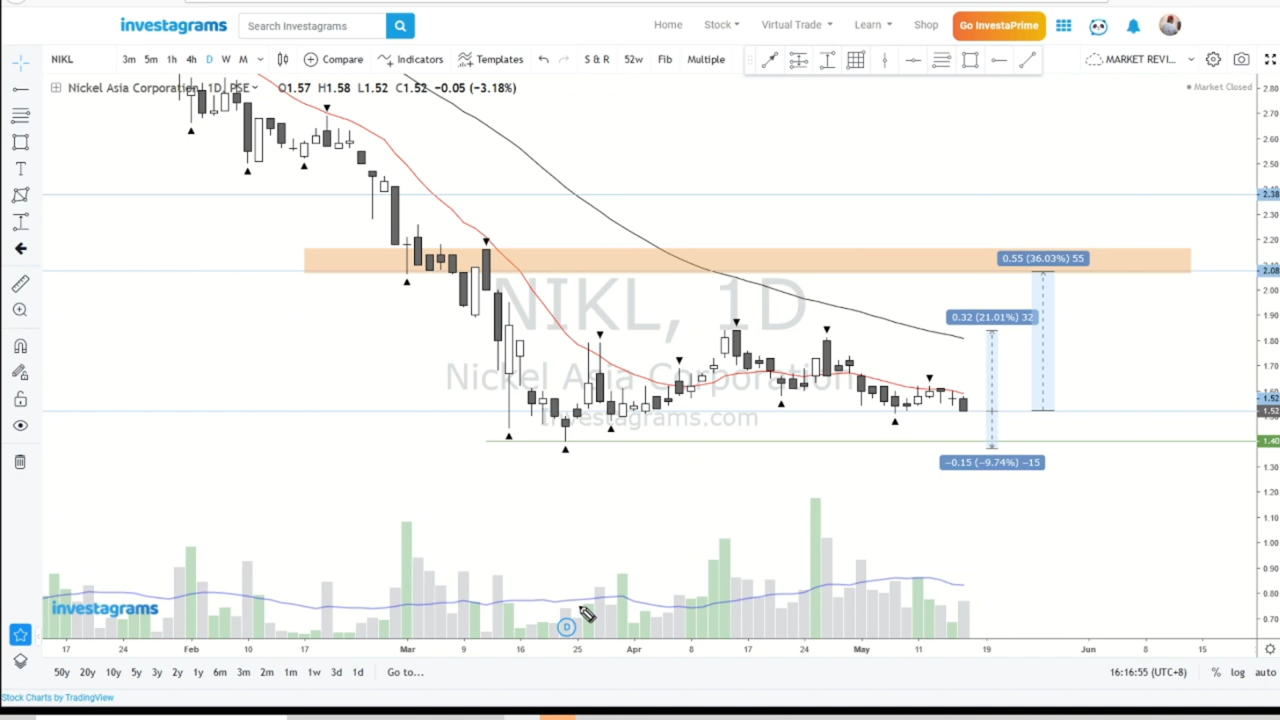 investagrams Search Investagrams Home Stock Virtual Trade Learn Shop Go InvestaPrime
NIKL 3m 5m 1h 4h D W Compare Indicators Templates S & R 52w Fib Multiple MARKET REVI...
Nickel Asia Corporation, 1D, PSE O1.57 H1.58 L1.52 C1.52 −0.05 (−3.18%) Market Closed
2.80
2.70
2.60
2.50
2.38
2.30
2.20
0.55 (36.03%) 55
2.08
2.00
NIKL, 1D
0.32 (21.01%) 32
1.90
1.80
1.70
Nickel Asia Corporation
1.52
1.52
investagrams.com
1.40
−0.15 (−9.74%) −15
1.30
1.20
1.10
1.00
0.90
0.80
investagrams
0.70
D
17 24 Feb 10 17 Mar 9 16 25 Apr 8 17 24 May 11 19 Jun 8 15
50y 20y 10y 5y 3y 2y 1y 6m 3m 2m 1m 1w 3d 1d Go to... 16:16:55 (UTC+8) % log auto
Stock Charts by TradingView